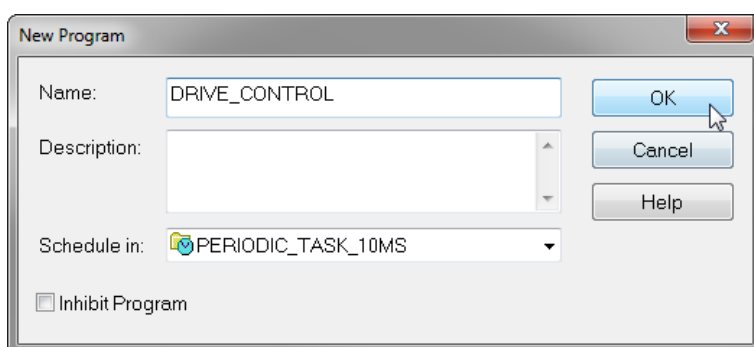 New Program
Name:
DRIVE_CONTROL
OK
Description:
Cancel
Help
Schedule in:
PERIODIC_TASK_10MS
Inhibit Program